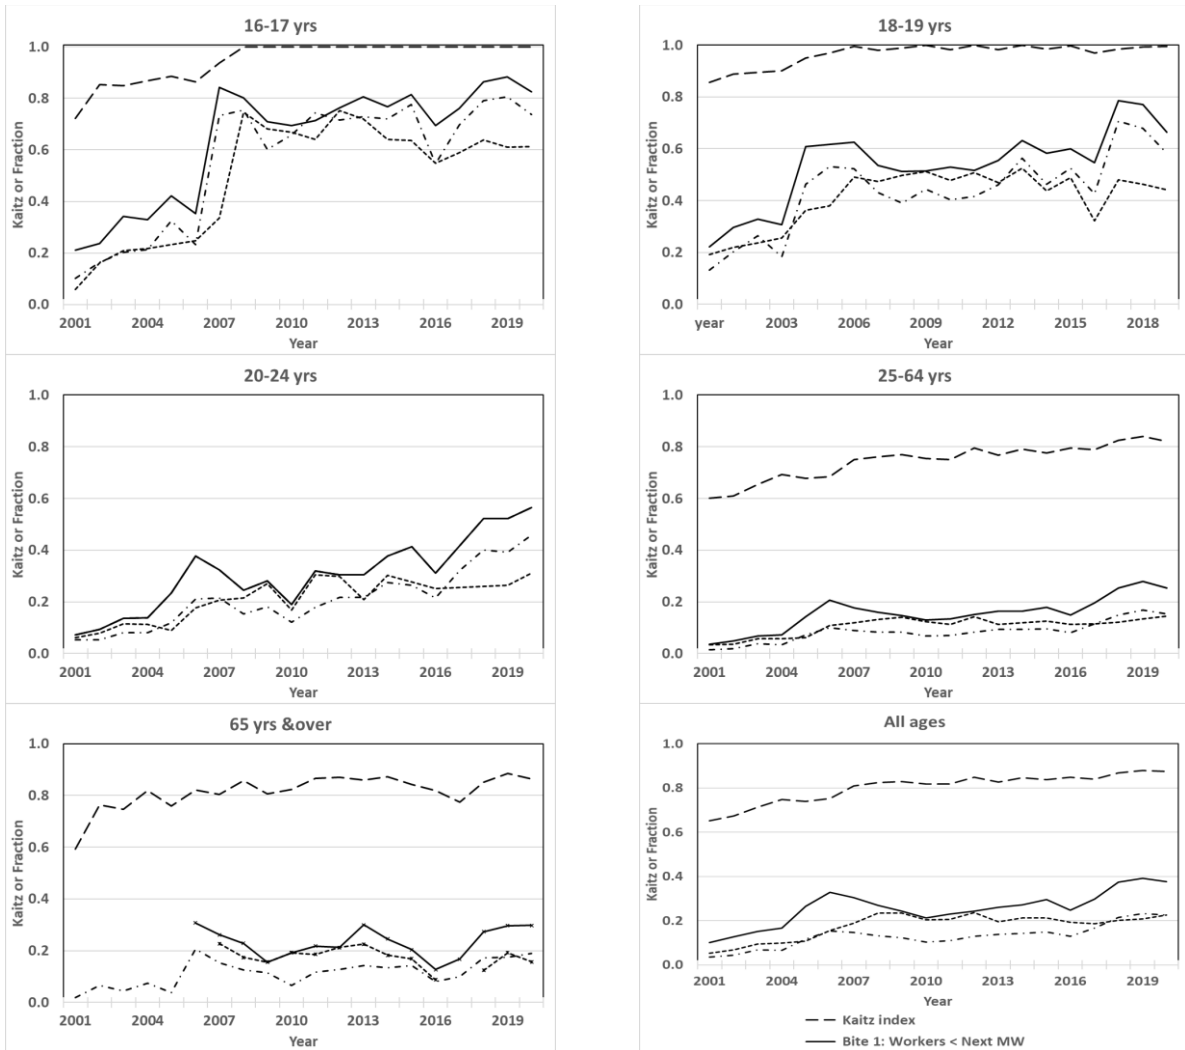 16-17 yrs
Kaitz or Fraction
1.0
0.8
0.6
0.4
0.2
0.0
2001 2004 2007 2010 2013 2016 2019
Year
18-19 yrs
Kaitz or Fraction
1.0
0.8
0.6
0.4
0.2
0.0
year 2003 2006 2009 2012 2015 2018
Year
20-24 yrs
Kaitz or Fraction
1.0
0.8
0.6
0.4
0.2
0.0
2001 2004 2007 2010 2013 2016 2019
Year
25-64 yrs
Kaitz or Fraction
1.0
0.8
0.6
0.4
0.2
0.0
2001 2004 2007 2010 2013 2016 2019
Year
65 yrs &over
Kaitz or Fraction
1.0
0.8
0.6
0.4
0.2
0.0
2001 2004 2007 2010 2013 2016 2019
Year
All ages
Kaitz or Fraction
1.0
0.8
0.6
0.4
0.2
0.0
2001 2004 2007 2010 2013 2016 2019
Year
Kaitz index
Bite 1: Workers < Next MW